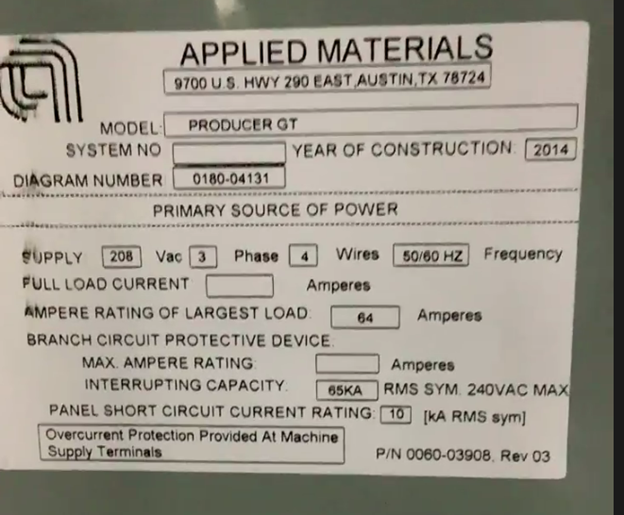 APPLIED MATERIALS
9700 U.S. HWY 290 EAST,AUSTIN,TX 78724
MODEL: PRODUCER GT
SYSTEM NO YEAR OF CONSTRUCTION: 2014
DIAGRAM NUMBER 0180-04131
PRIMARY SOURCE OF POWER
SUPPLY 208 Vac 3 Phase 4 Wires 50/60 HZ Frequency
FULL LOAD CURRENT Amperes
AMPERE RATING OF LARGEST LOAD: 64 Amperes
BRANCH CIRCUIT PROTECTIVE DEVICE:
MAX. AMPERE RATING: Amperes
INTERRUPTING CAPACITY: 65KA RMS SYM. 240VAC MAX
PANEL SHORT CIRCUIT CURRENT RATING: 10 [kA RMS sym]
Overcurrent Protection Provided At Machine
Supply Terminals
P/N 0060-03908, Rev 03